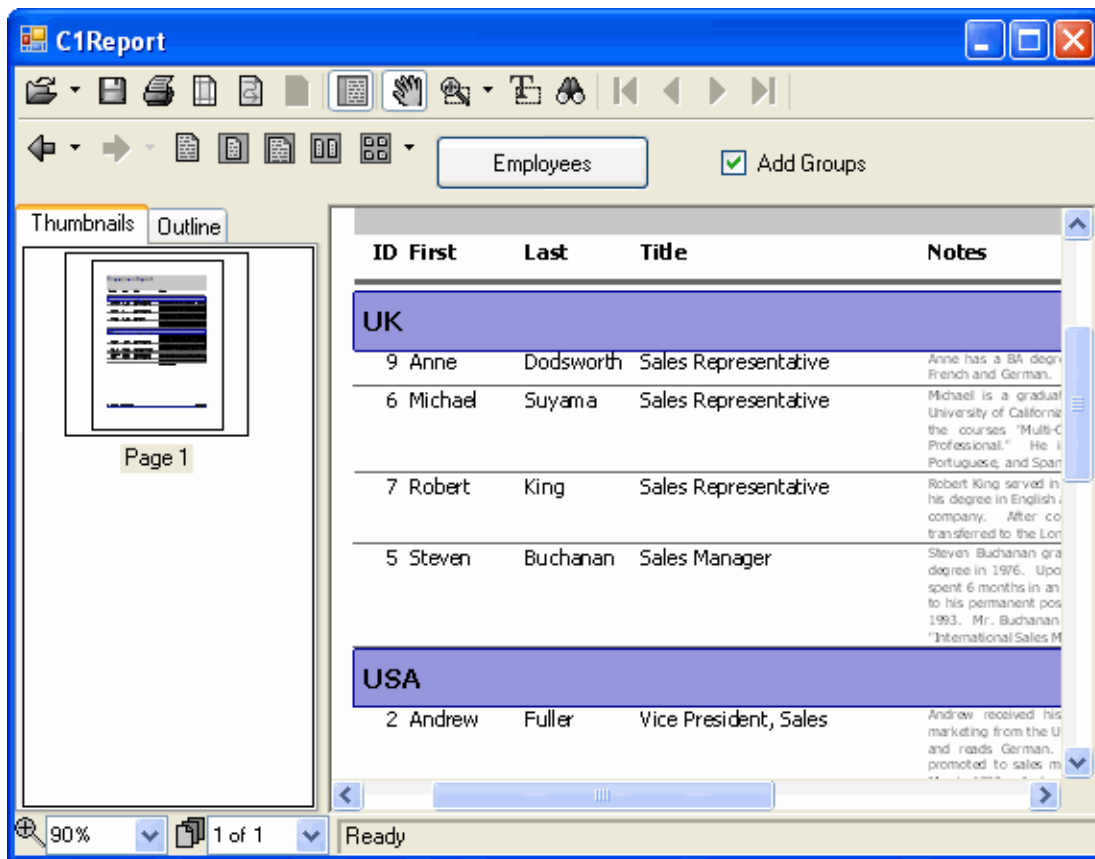 C1Report
Employees
Add Groups
Thumbnails
Outline
Page 1
ID First Last Title Notes
UK
9 Anne Dodsworth Sales Representative
Anne has a BA degr
French and German.
6 Michael Suyama Sales Representative
Michael is a graduat
University of California
the courses "Multi-C
Professional." He i
Portuguese, and Span
7 Robert King Sales Representative
Robert King served in
his degree in English
company. After co
transferred to the Lon
5 Steven Buchanan Sales Manager
Steven Buchanan gra
degree in 1976. Upo
spent 6 months in an
to his permanent pos
1993. Mr. Buchanan
"International Sales M
USA
2 Andrew Fuller Vice President, Sales
Andrew received his
marketing from the U
and reads German.
promoted to sales m
90%
1 of 1
Ready